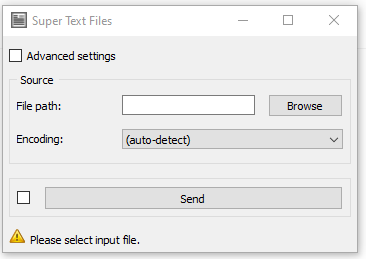 Super Text Files
Advanced settings
Source
File path:
Browse
Encoding:
(auto-detect)
Send
Please select input file.